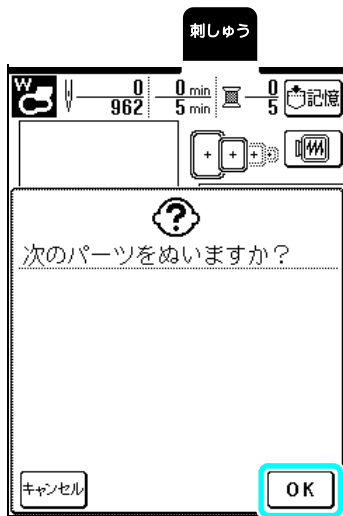 刺しゅう
W
0 0 min 0
962 5 min 5
記憶
次のパーツをぬいますか？
キャンセル OK